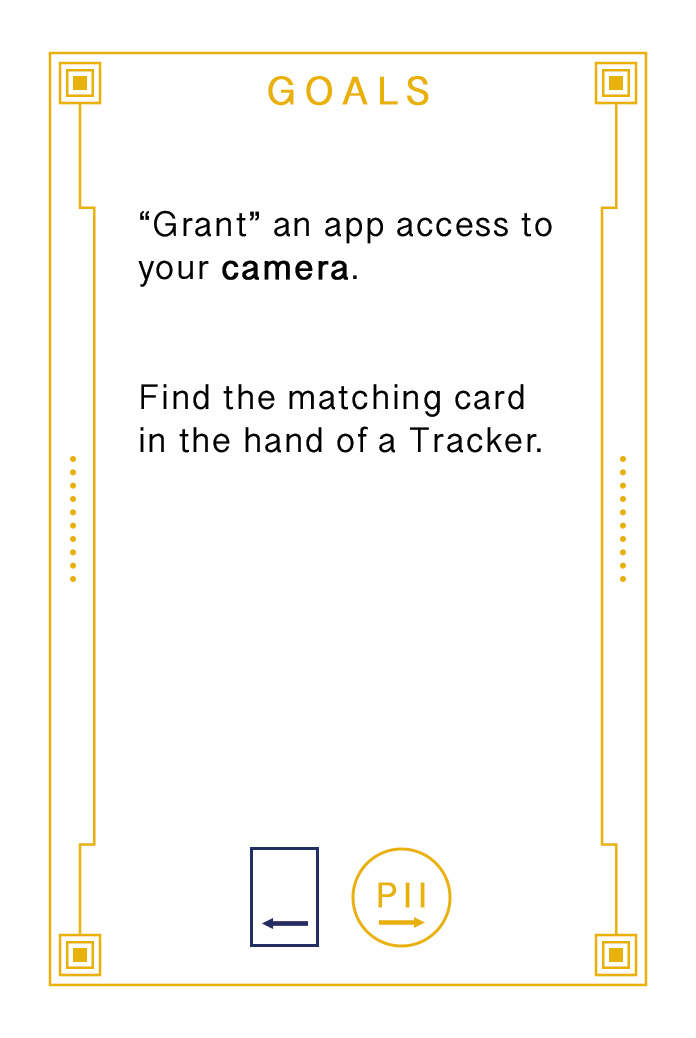 GOALS
“Grant” an app access to
your camera.
Find the matching card
in the hand of a Tracker.
PII